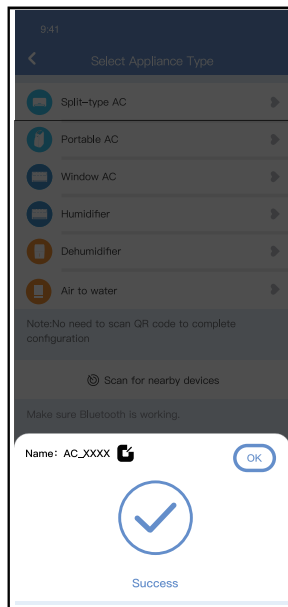 9:41
Select Appliance Type
Split-type AC
Portable AC
Window AC
Humidifier
Dehumidifier
Air to water
Note:No need to scan QR code to complete
configuration
Scan for nearby devices
Make sure Bluetooth is working.
Name: AC_XXXX
OK
Success